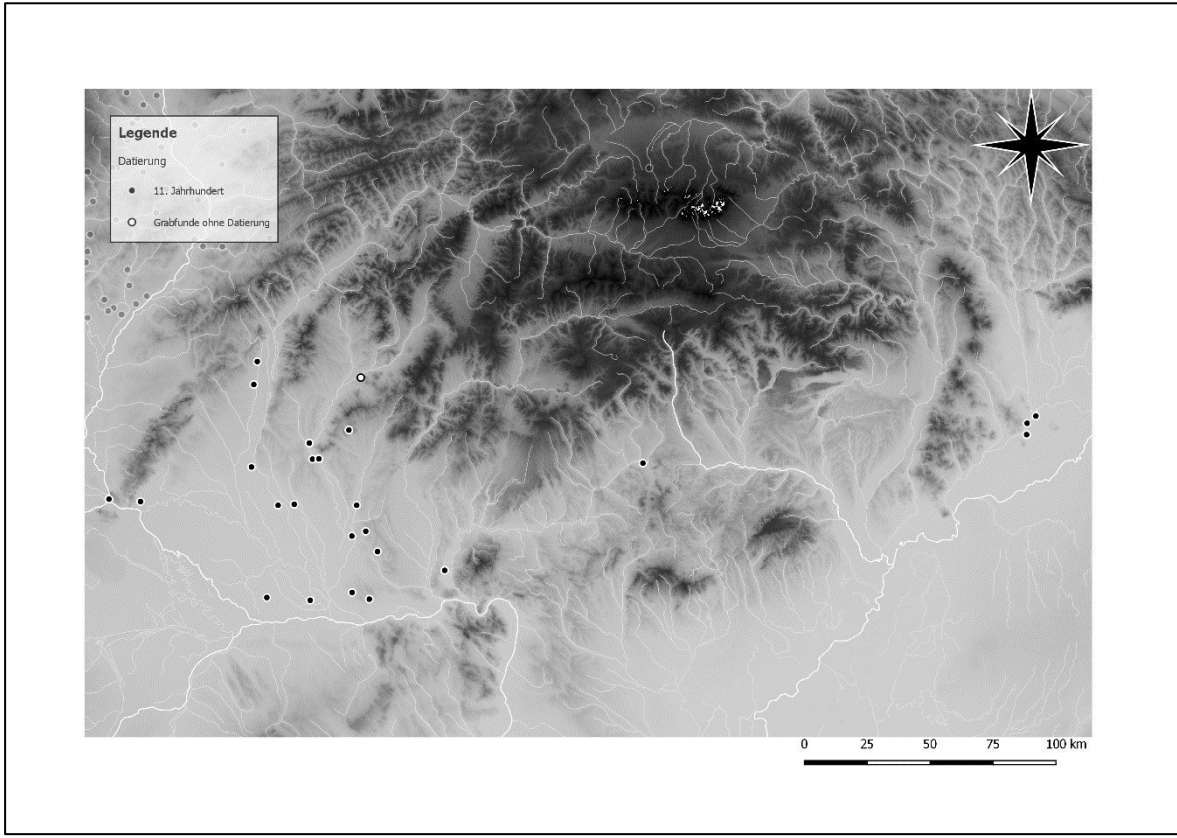 Legende
Datierung
11. Jahrhundert
Grabfunde ohne Datierung
0 25 50 75 100 km